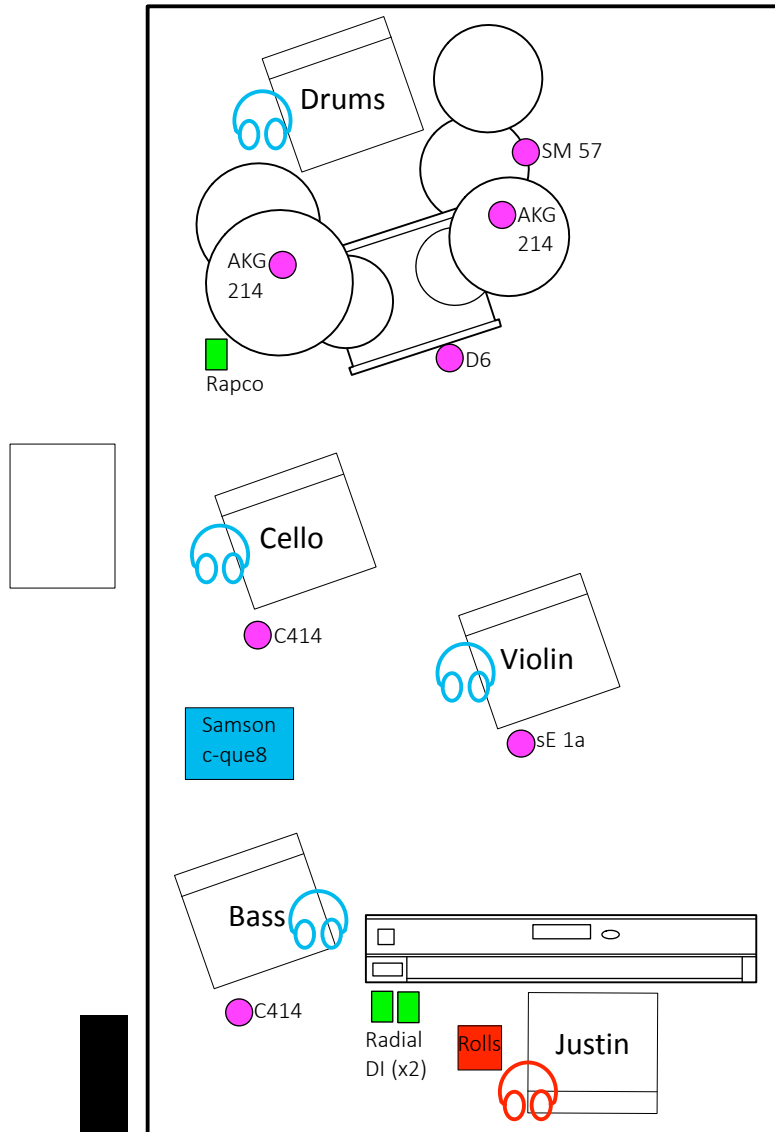 Drums
SM 57
AKG
214
AKG
214
D6
Rapco
Cello
C414
Violin
sE 1a
Samson
c-que8
Bass
C414
Radial
DI (x2)
Rolls
Justin